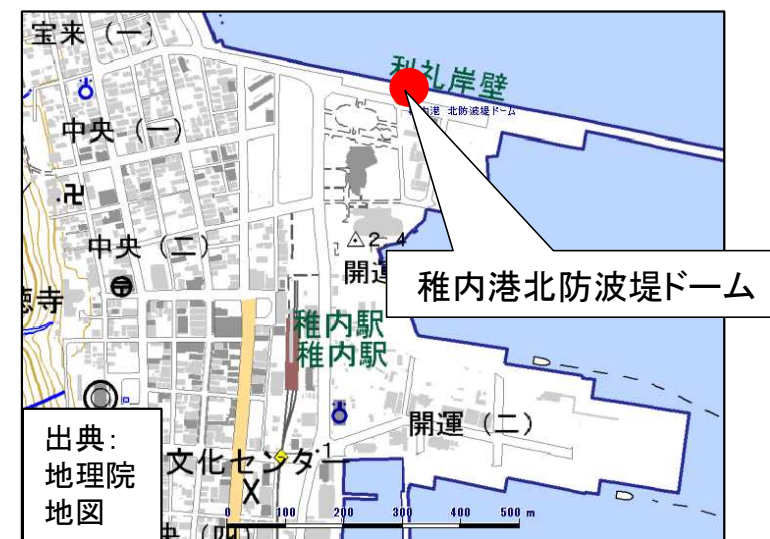 宝来（一）
利礼岸壁
稚内港 北防波堤ドーム
中央（一）
中央（二）
2.4
開運
稚内港北防波堤ドーム
稚内駅
稚内駅
開運（二）
出典：
地理院
地図
文化センター
0 100 200 300 400 500 m
（四）